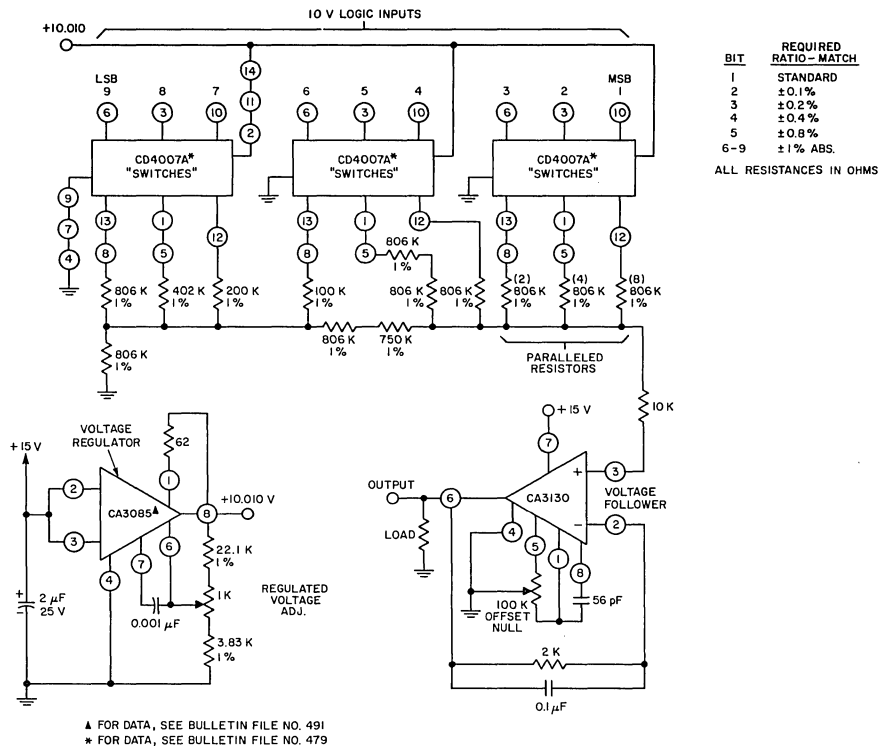 10 V LOGIC INPUTS
+10.010
LSB
9 8 7
6 3 10
14
11
2
6 5 4
6 3 10
MSB
3 2 1
6 3 10
CD4007A*
"SWITCHES"
CD4007A*
"SWITCHES"
CD4007A*
"SWITCHES"
9
7
4
13 1 12
8 5
13 1 12
8 5
13 1 12
8 5
806 K
1%
806 K
1%
402 K
1%
200 K
1%
100 K
1%
806 K
1%
806 K
1%
(2)
806 K
1%
(4)
806 K
1%
(8)
806 K
1%
806 K
1%
750 K
1%
806 K
1%
PARALLELED
RESISTORS
BIT
REQUIRED
RATIO-MATCH
1 STANDARD
2 ±0.1%
3 ±0.2%
4 ±0.4%
5 ±0.8%
6-9 ±1% ABS.
ALL RESISTANCES IN OHMS
VOLTAGE
REGULATOR
+15 V
62
1
2
3
CA3085▲
8
+10.010 V
4
7
6
22.1 K
1%
1K
3.83 K
1%
0.001 µF
2 µF
25 V
+
−
REGULATED
VOLTAGE
ADJ.
10 K
+15 V
7
OUTPUT
6
CA3130
+
−
3
2
VOLTAGE
FOLLOWER
LOAD
4
5
1
8
100 K
OFFSET
NULL
56 pF
2 K
0.1 µF
▲ FOR DATA, SEE BULLETIN FILE NO. 491
* FOR DATA, SEE BULLETIN FILE NO. 479